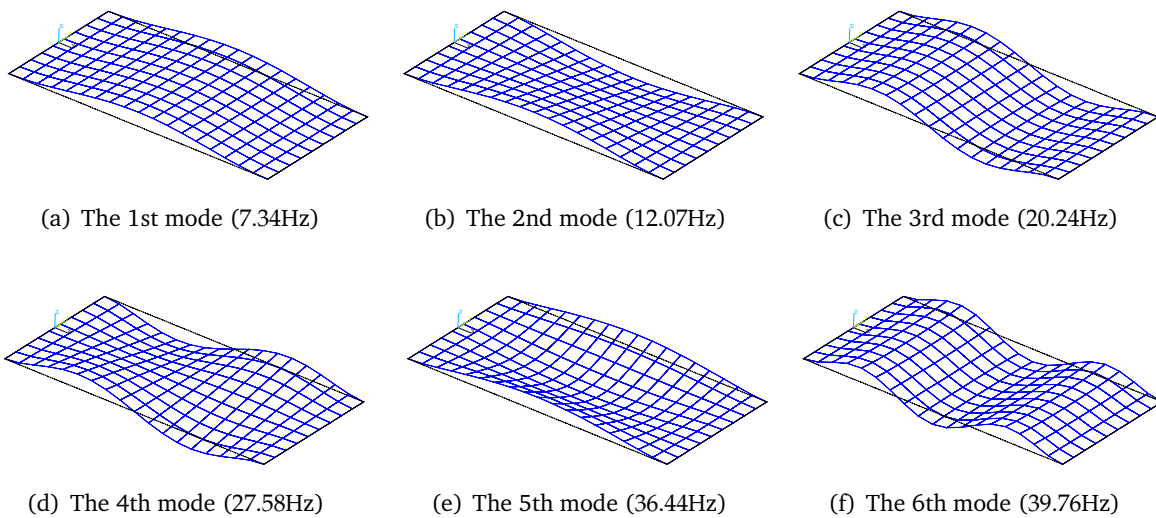 (a) The 1st mode (7.34Hz)
(b) The 2nd mode (12.07Hz)
(c) The 3rd mode (20.24Hz)
(d) The 4th mode (27.58Hz)
(e) The 5th mode (36.44Hz)
(f) The 6th mode (39.76Hz)